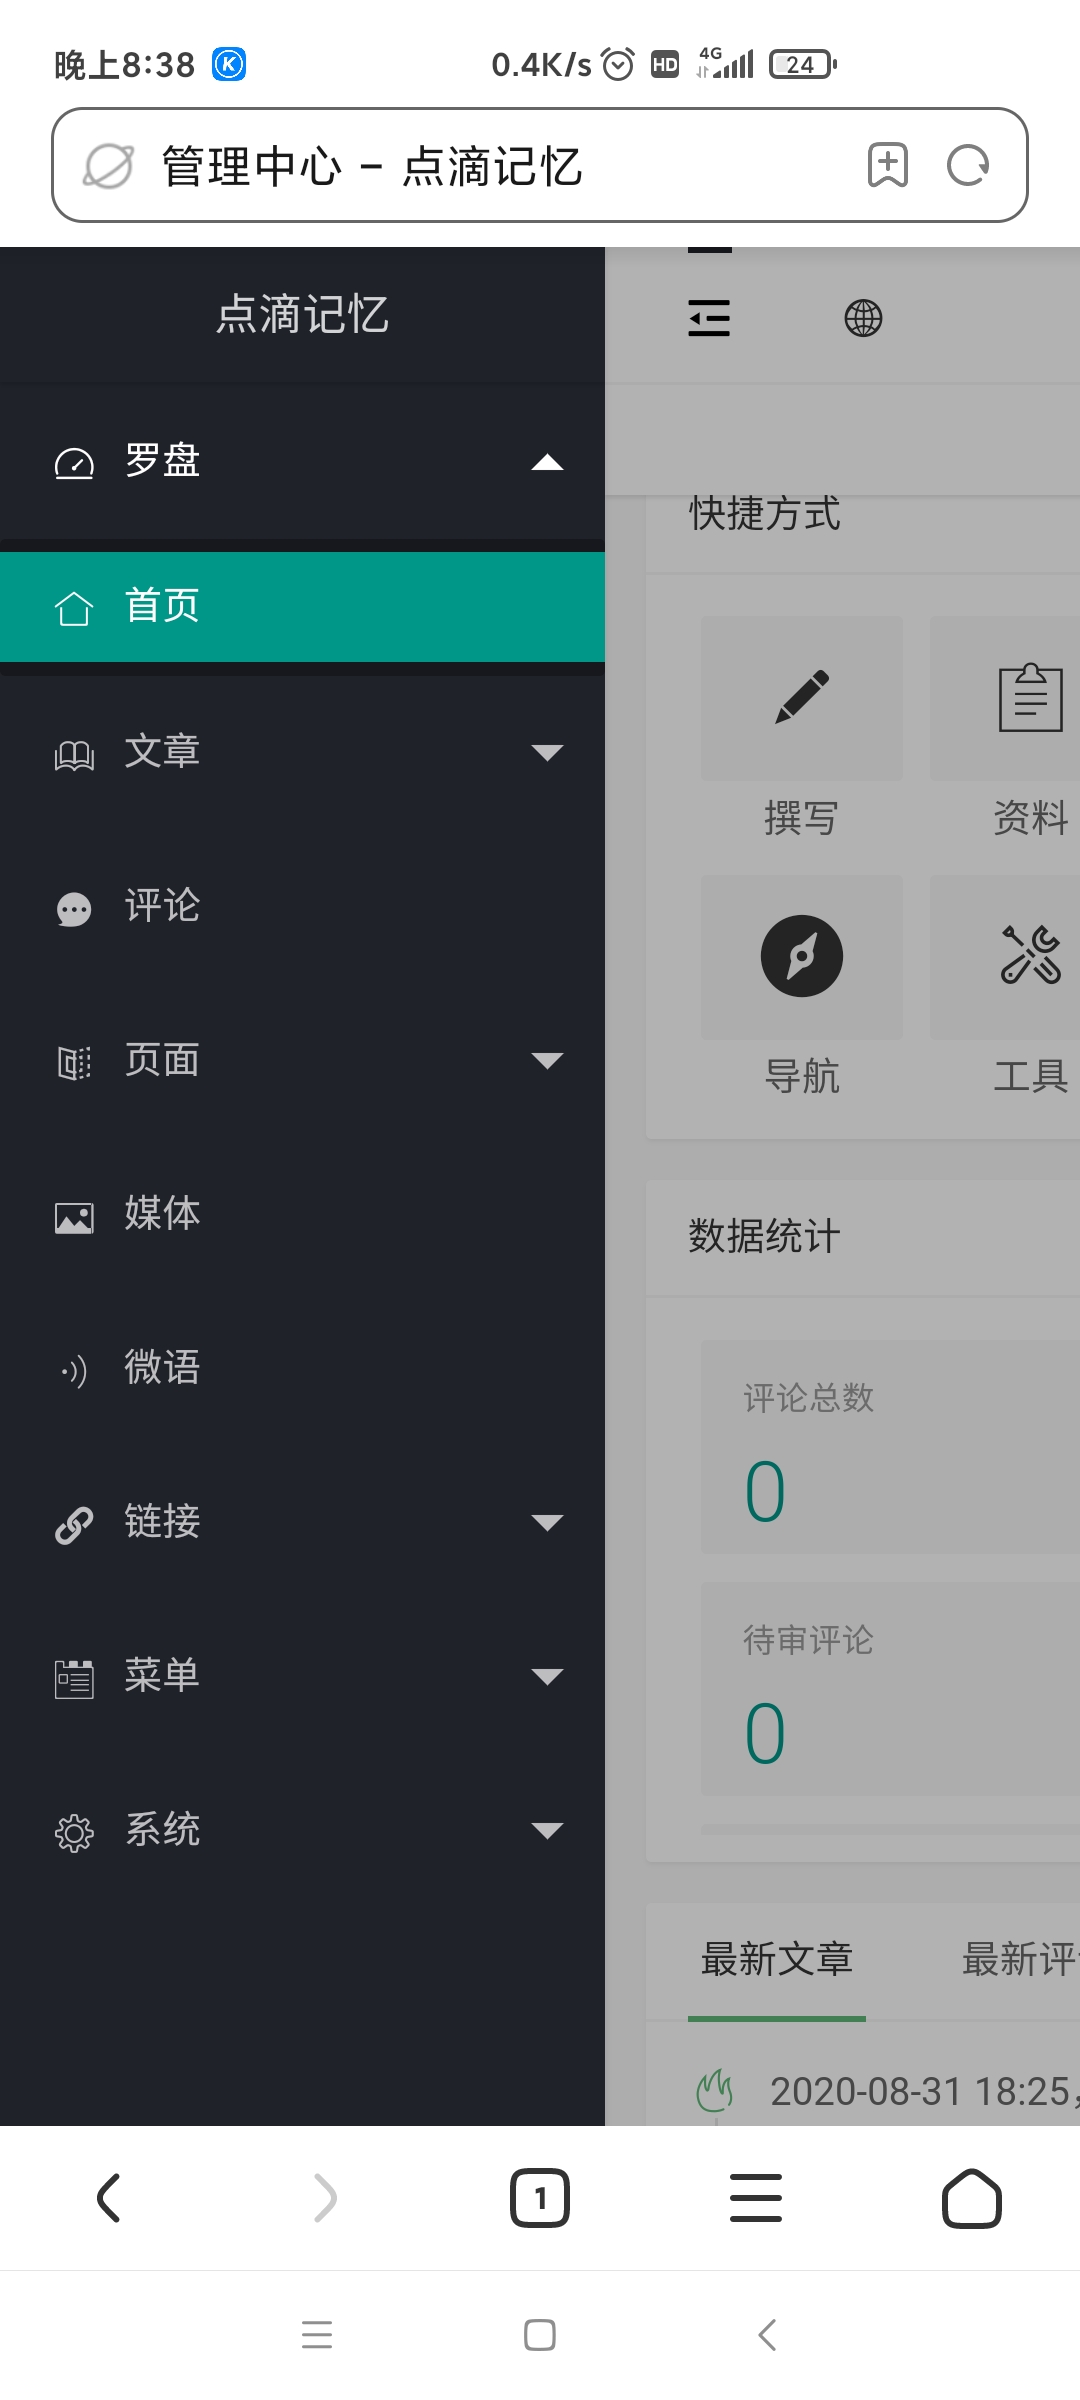 晚上8:38
0.4K/s
HD
4G
24
管理中心 - 点滴记忆
点滴记忆
罗盘
首页
文章
评论
页面
媒体
微语
链接
菜单
系统
快捷方式
撰写
资料
导航
工具
数据统计
评论总数
0
待审评论
0
最新文章
最新评
2020-08-31 18:25,
1